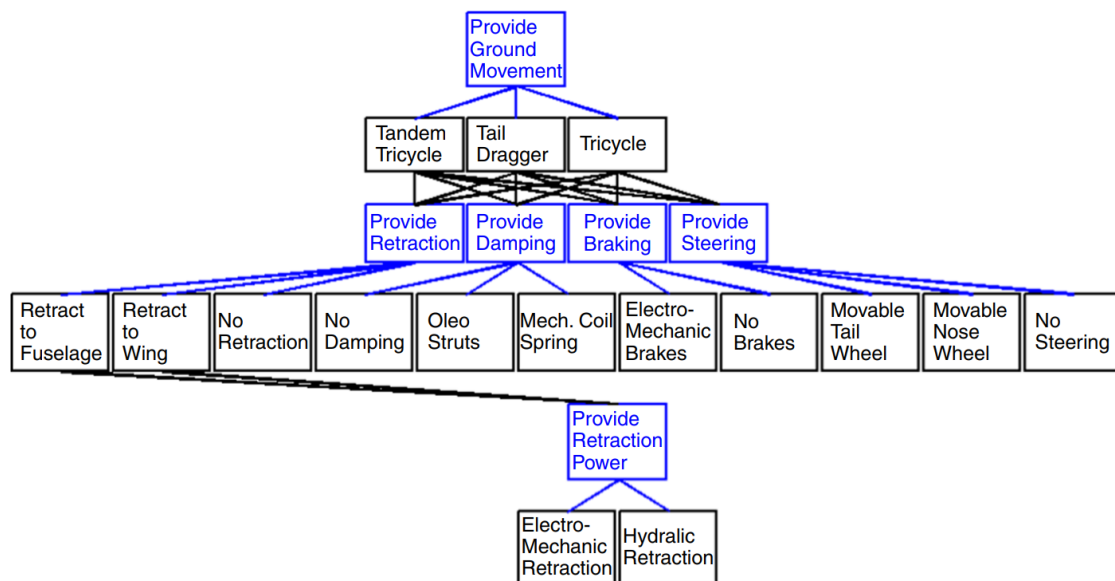 Provide
Ground
Movement
Tandem
Tricycle
Tail
Dragger
Tricycle
Provide
Retraction
Provide
Damping
Provide
Braking
Provide
Steering
Retract
to
Fuselage
Retract
to
Wing
No
Retraction
No
Damping
Oleo
Struts
Mech. Coil
Spring
Electro-
Mechanic
Brakes
No
Brakes
Movable
Tail
Wheel
Movable
Nose
Wheel
No
Steering
Provide
Retraction
Power
Electro-
Mechanic
Retraction
Hydralic
Retraction